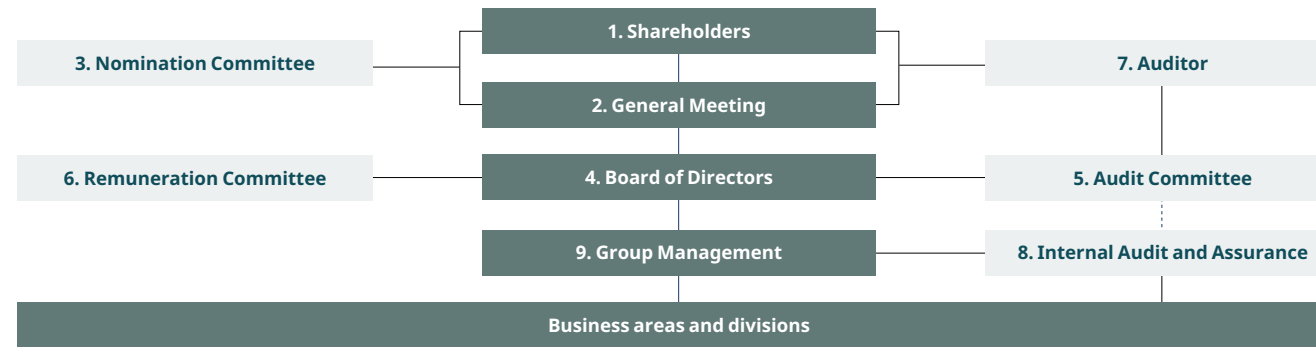 1. Shareholders
3. Nomination Committee
7. Auditor
2. General Meeting
6. Remuneration Committee
4. Board of Directors
5. Audit Committee
9. Group Management
8. Internal Audit and Assurance
Business areas and divisions